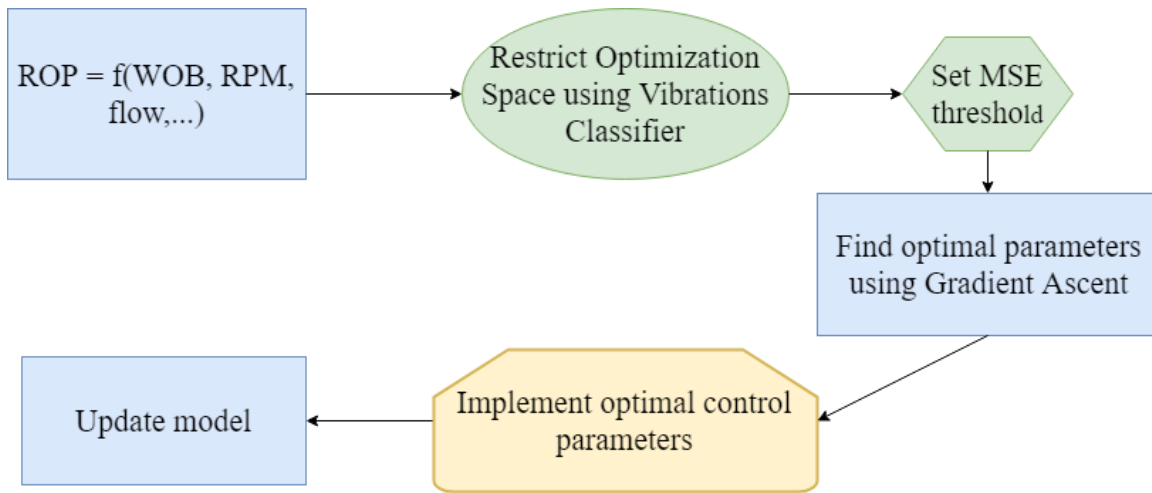 ROP = f(WOB, RPM,
flow,...)
Restrict Optimization
Space using Vibrations
Classifier
Set MSE
threshold
Find optimal parameters
using Gradient Ascent
Implement optimal control
parameters
Update model